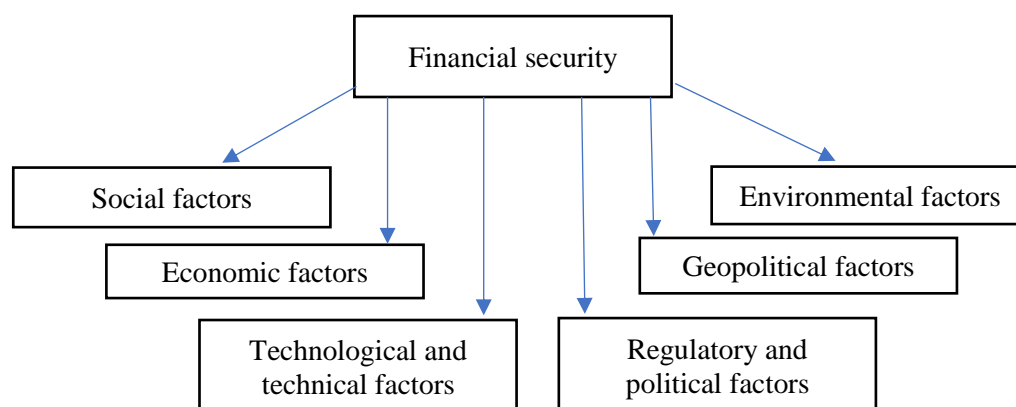 Financial security
Social factors
Environmental factors
Economic factors
Geopolitical factors
Technological and
technical factors
Regulatory and
political factors